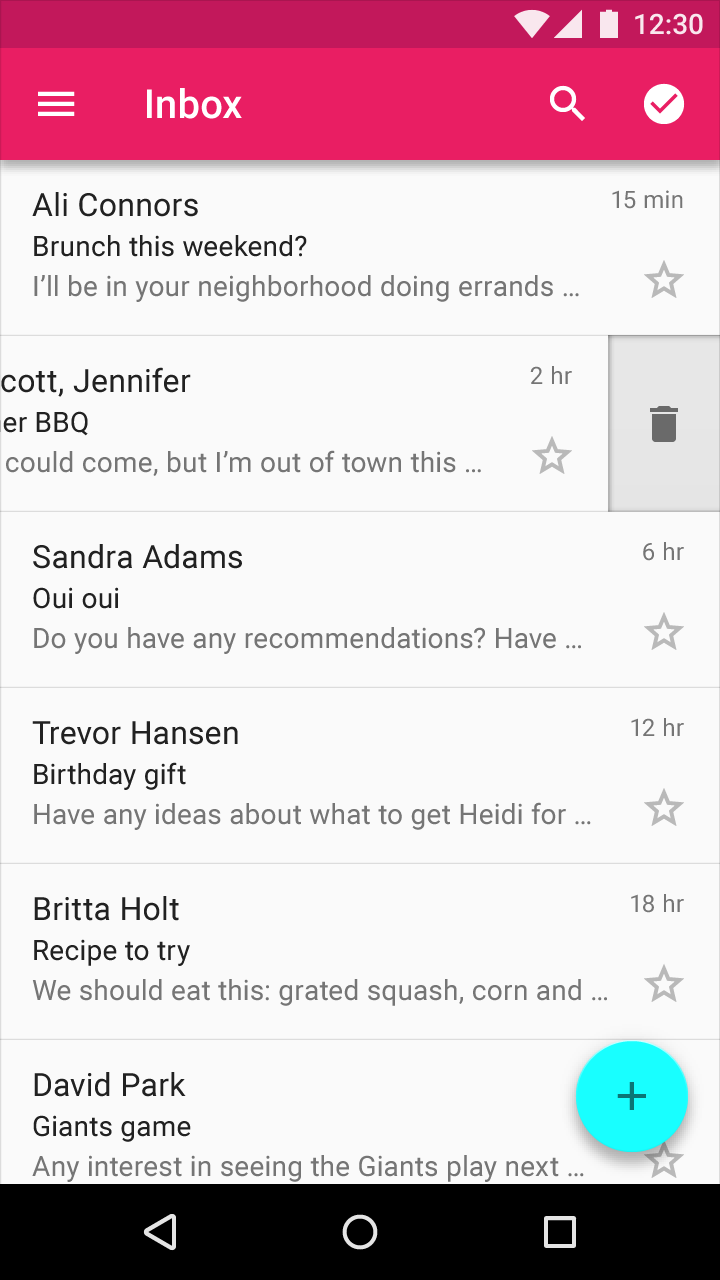 12:30
Inbox
Ali Connors
15 min
Brunch this weekend?
I’ll be in your neighborhood doing errands …
cott, Jennifer
2 hr
er BBQ
could come, but I’m out of town this …
Sandra Adams
6 hr
Oui oui
Do you have any recommendations? Have …
Trevor Hansen
12 hr
Birthday gift
Have any ideas about what to get Heidi for …
Britta Holt
18 hr
Recipe to try
We should eat this: grated squash, corn and …
David Park
Giants game
Any interest in seeing the Giants play next …